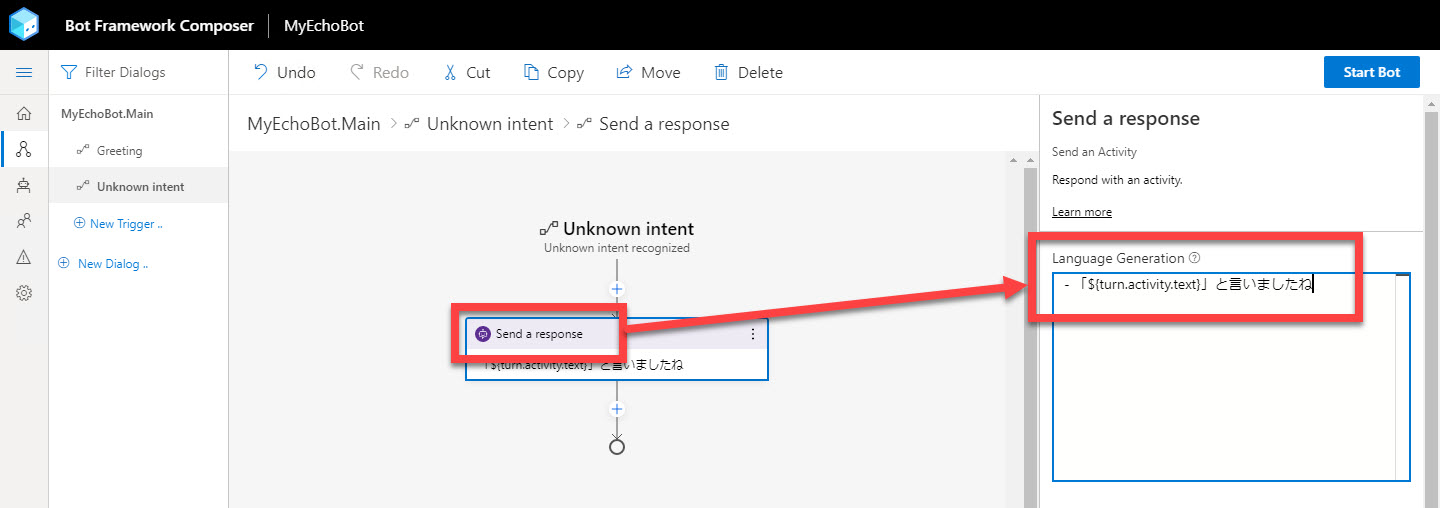 Bot Framework Composer MyEchoBot
Filter Dialogs
Undo Redo Cut Copy Move Delete
Start Bot
MyEchoBot.Main
Greeting
Unknown intent
New Trigger ..
New Dialog ..
MyEchoBot.Main > Unknown intent > Send a response
Unknown intent
Unknown intent recognized
Send a response
「${turn.activity.text}」と言いましたね
Send a response
Send an Activity
Respond with an activity.
Learn more
Language Generation
- 「${turn.activity.text}」と言いましたね